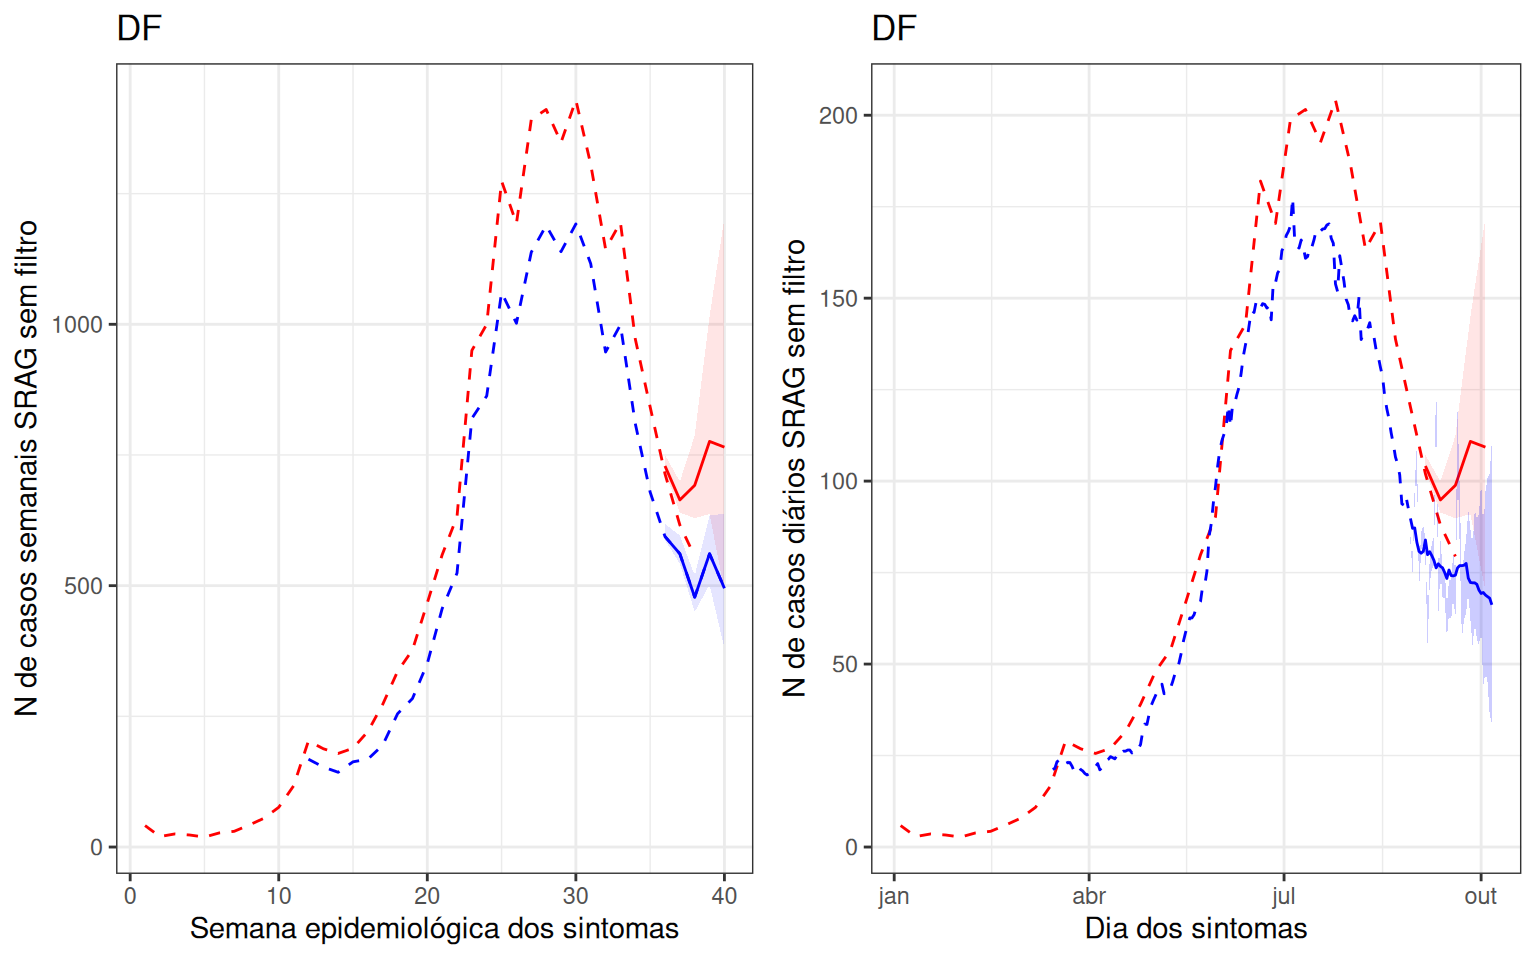 DF
N de casos semanais SRAG sem filtro
1000
500
0
0 10 20 30 40
Semana epidemiológica dos sintomas
DF
N de casos diários SRAG sem filtro
200
150
100
50
0
jan abr jul out
Dia dos sintomas